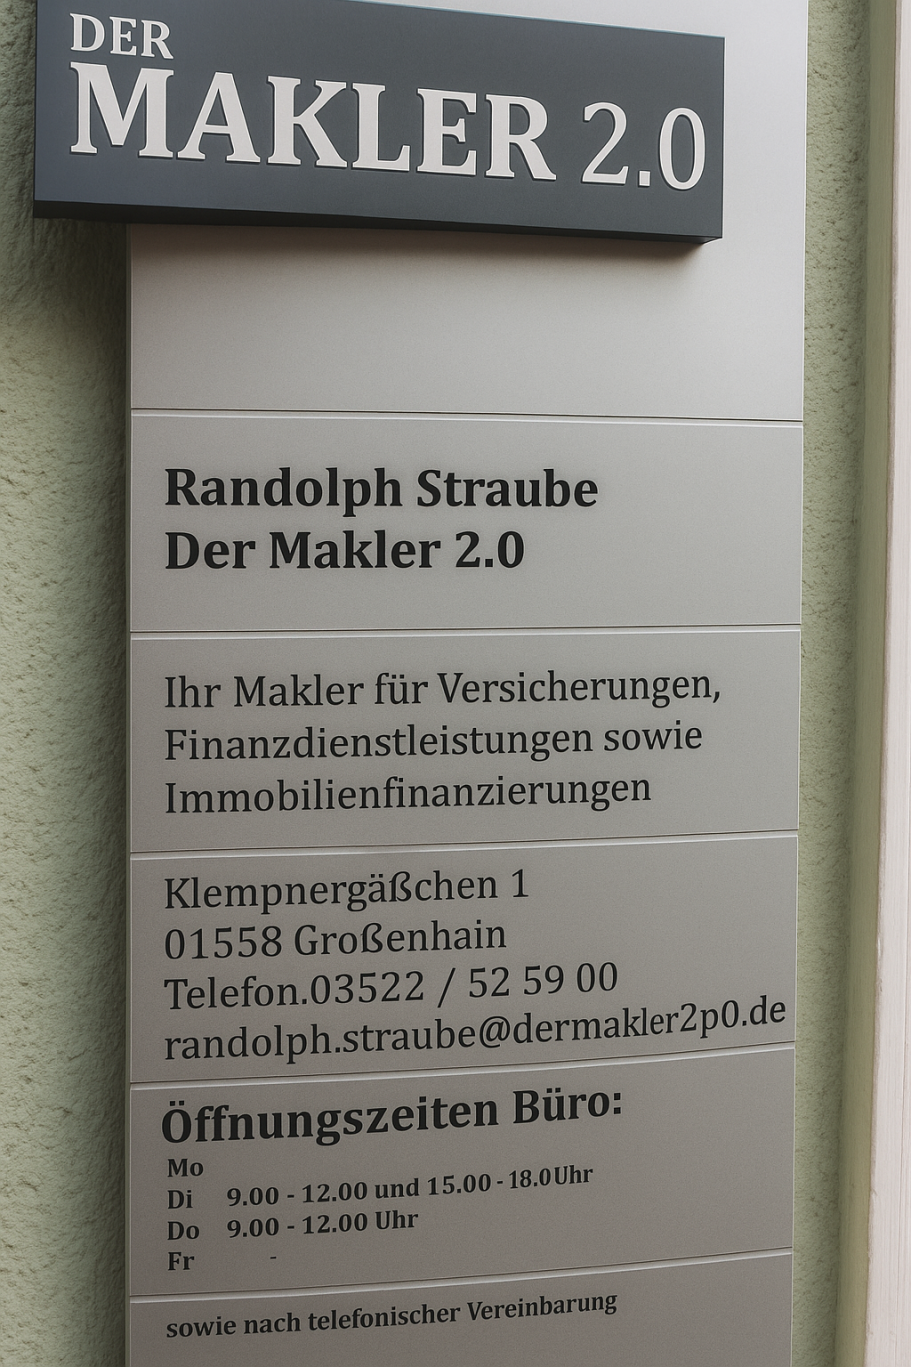 DER
MAKLER 2.0
Randolph Straube
Der Makler 2.0
Ihr Makler für Versicherungen,
Finanzdienstleistungen sowie
Immobilienfinanzierungen
Klempnergäßchen 1
01558 Großenhain
Telefon.03522 / 52 59 00
randolph.straube@dermakler2p0.de
Öffnungszeiten Büro:
Mo
Di 9.00 - 12.00 und 15.00 - 18.0Uhr
Do 9.00 - 12.00 Uhr
Fr -
sowie nach telefonischer Vereinbarung